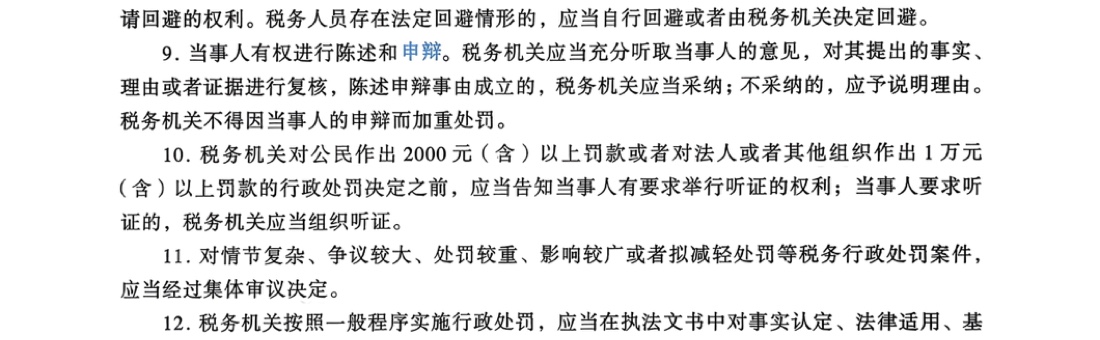 请回避的权利。税务人员存在法定回避情形的，应当自行回避或者由税务机关决定回避。
9. 当事人有权进行陈述和申辩。税务机关应当充分听取当事人的意见，对其提出的事实、
理由或者证据进行复核，陈述申辩事由成立的，税务机关应当采纳；不采纳的，应予说明理由。
税务机关不得因当事人的申辩而加重处罚。
10. 税务机关对公民作出 2000 元（含）以上罚款或者对法人或者其他组织作出 1 万元
（含）以上罚款的行政处罚决定之前，应当告知当事人有要求举行听证的权利；当事人要求听
证的，税务机关应当组织听证。
11. 对情节复杂、争议较大、处罚较重、影响较广或者拟减轻处罚等税务行政处罚案件，
应当经过集体审议决定。
12. 税务机关按照一般程序实施行政处罚，应当在执法文书中对事实认定、法律适用、基